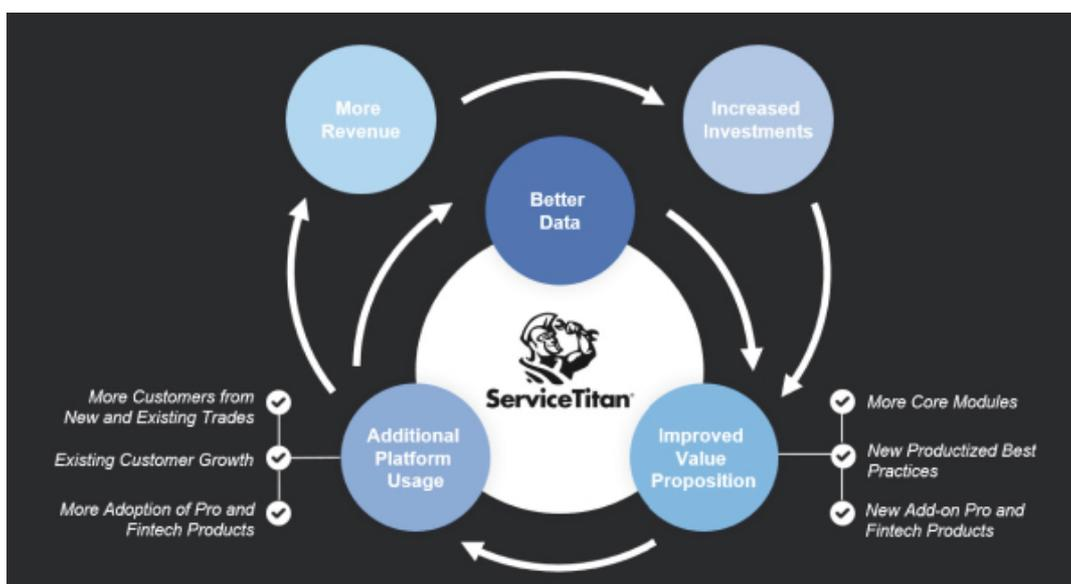 More
Revenue
Increased
Investments
Better
Data
ServiceTitan
More Customers from
New and Existing Trades
Existing Customer Growth
More Adoption of Pro and
Fintech Products
Additional
Platform
Usage
Improved
Value
Proposition
More Core Modules
New Productized Best
Practices
New Add-on Pro and
Fintech Products